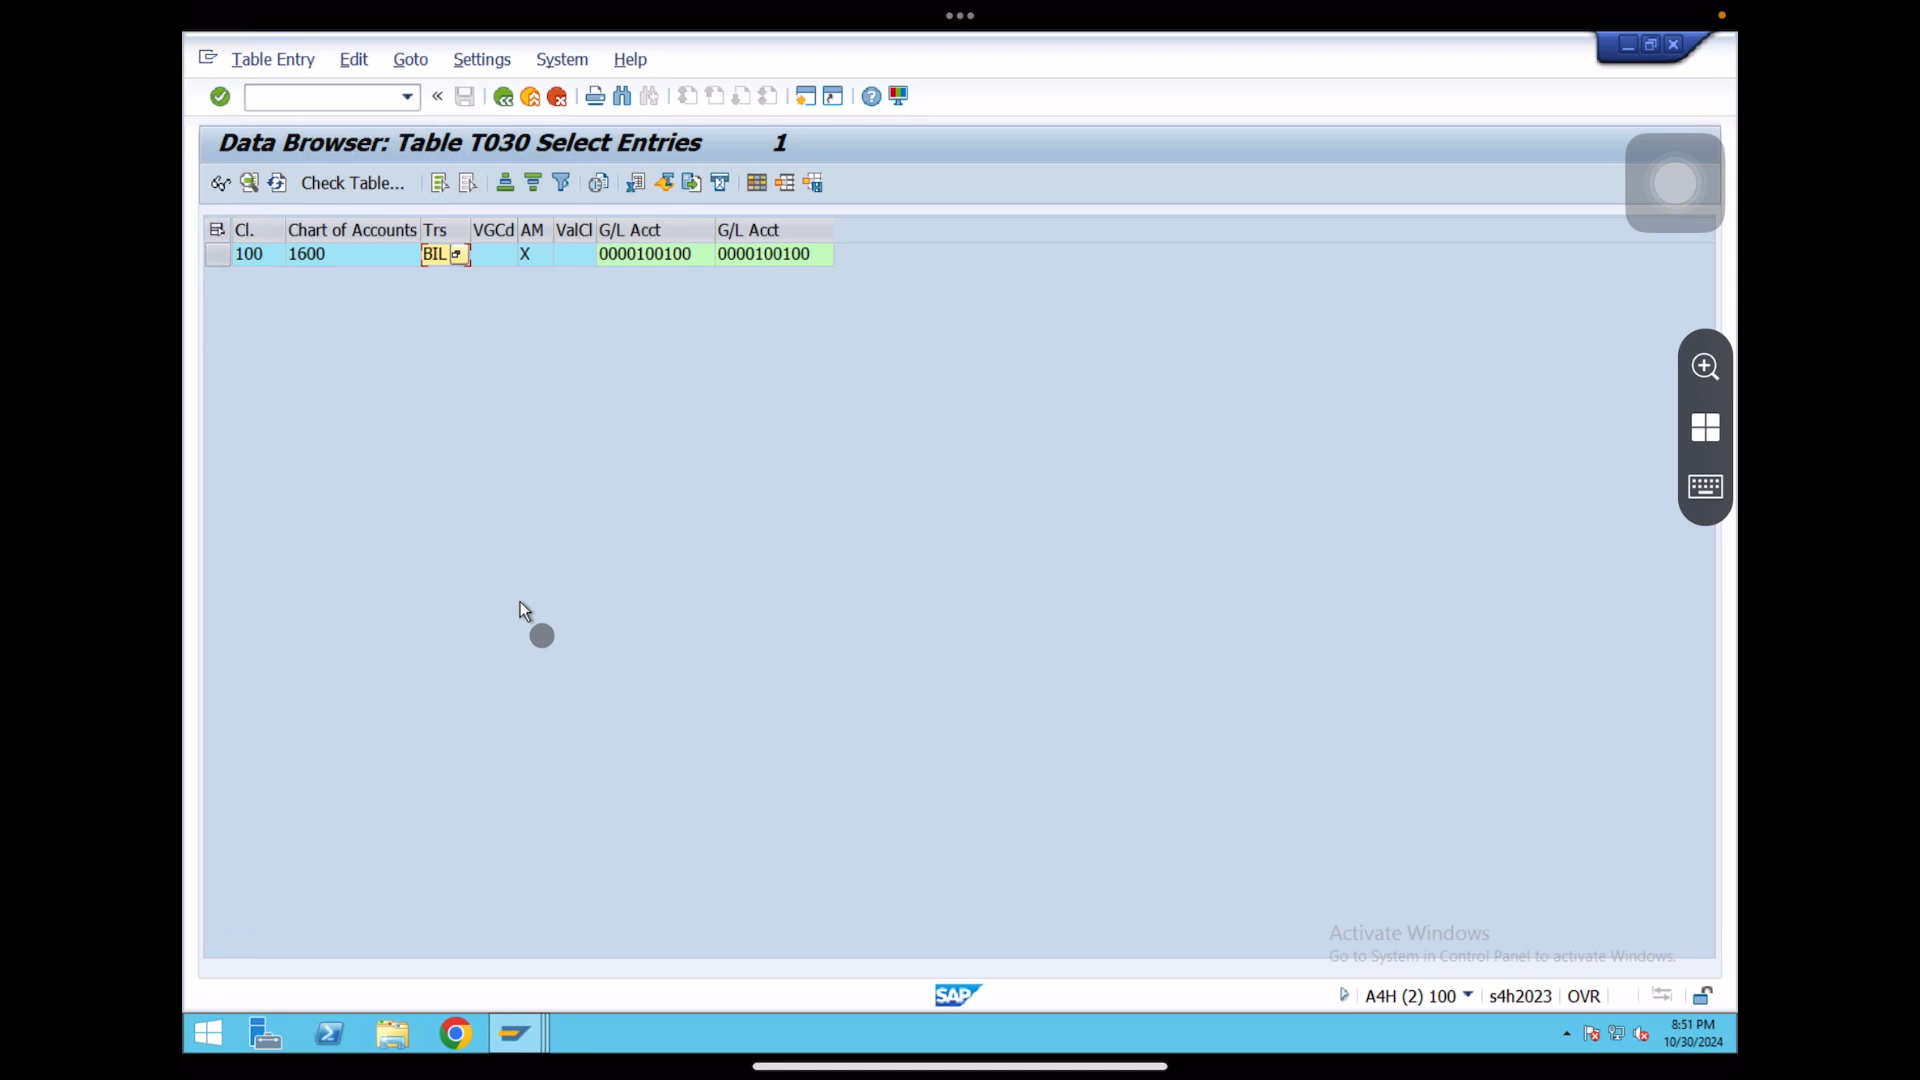 Table Entry Edit Goto Settings System Help
Data Browser: Table T030 Select Entries 1
Check Table...
Cl. Chart of Accounts Trs VGCd AM ValCl G/L Acct G/L Acct
100 1600 BIL X 0000100100 0000100100
Activate Windows
Go to System in Control Panel to activate Windows.
SAP A4H (2) 100 s4h2023 OVR
8:51 PM
10/30/2024